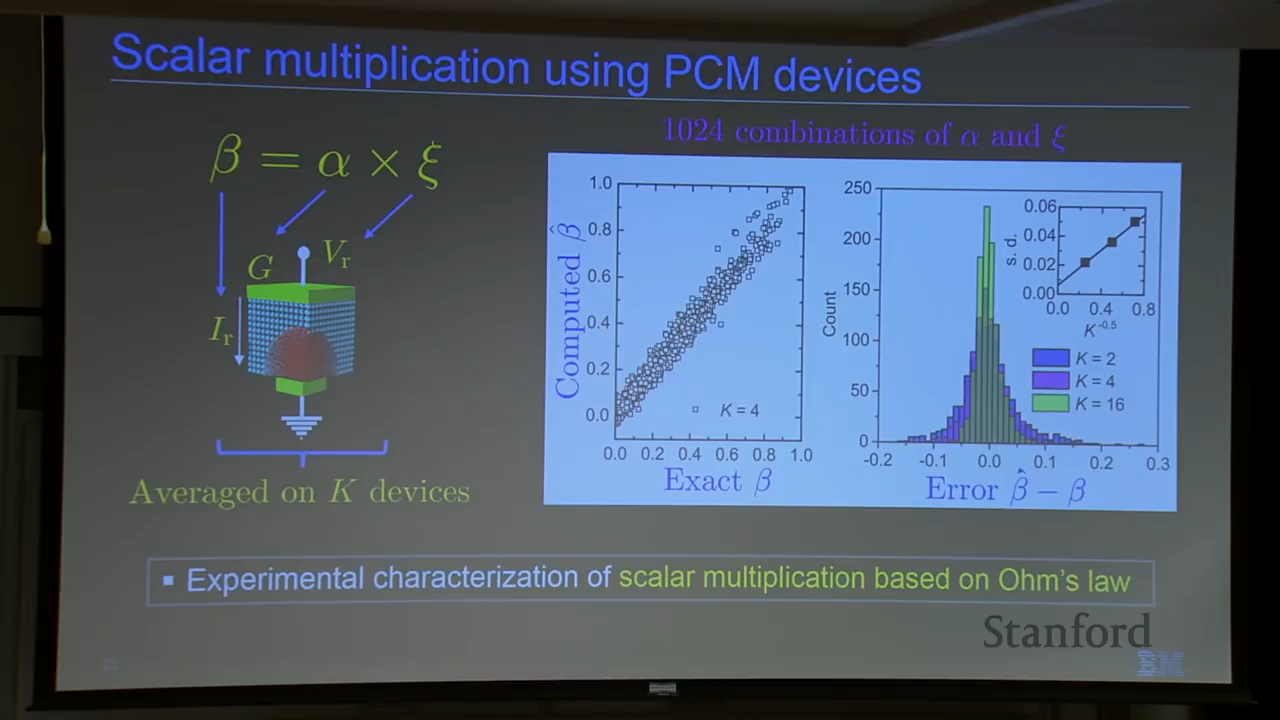 Scalar multiplication using PCM devices
β = α × ξ
G
Vr
Ir
Averaged on K devices
1024 combinations of α and ξ
Computed β̂
1.0
0.8
0.6
0.4
0.2
0.0
K = 4
0.0 0.2 0.4 0.6 0.8 1.0
Exact β
Count
250
200
150
100
50
0
s. d.
0.06
0.04
0.02
0.00
0.0 0.4 0.8
K^-0.5
K = 2
K = 4
K = 16
-0.2 -0.1 0.0 0.1 0.2 0.3
Error β̂ − β
▪ Experimental characterization of scalar multiplication based on Ohm's law
Stanford
IBM